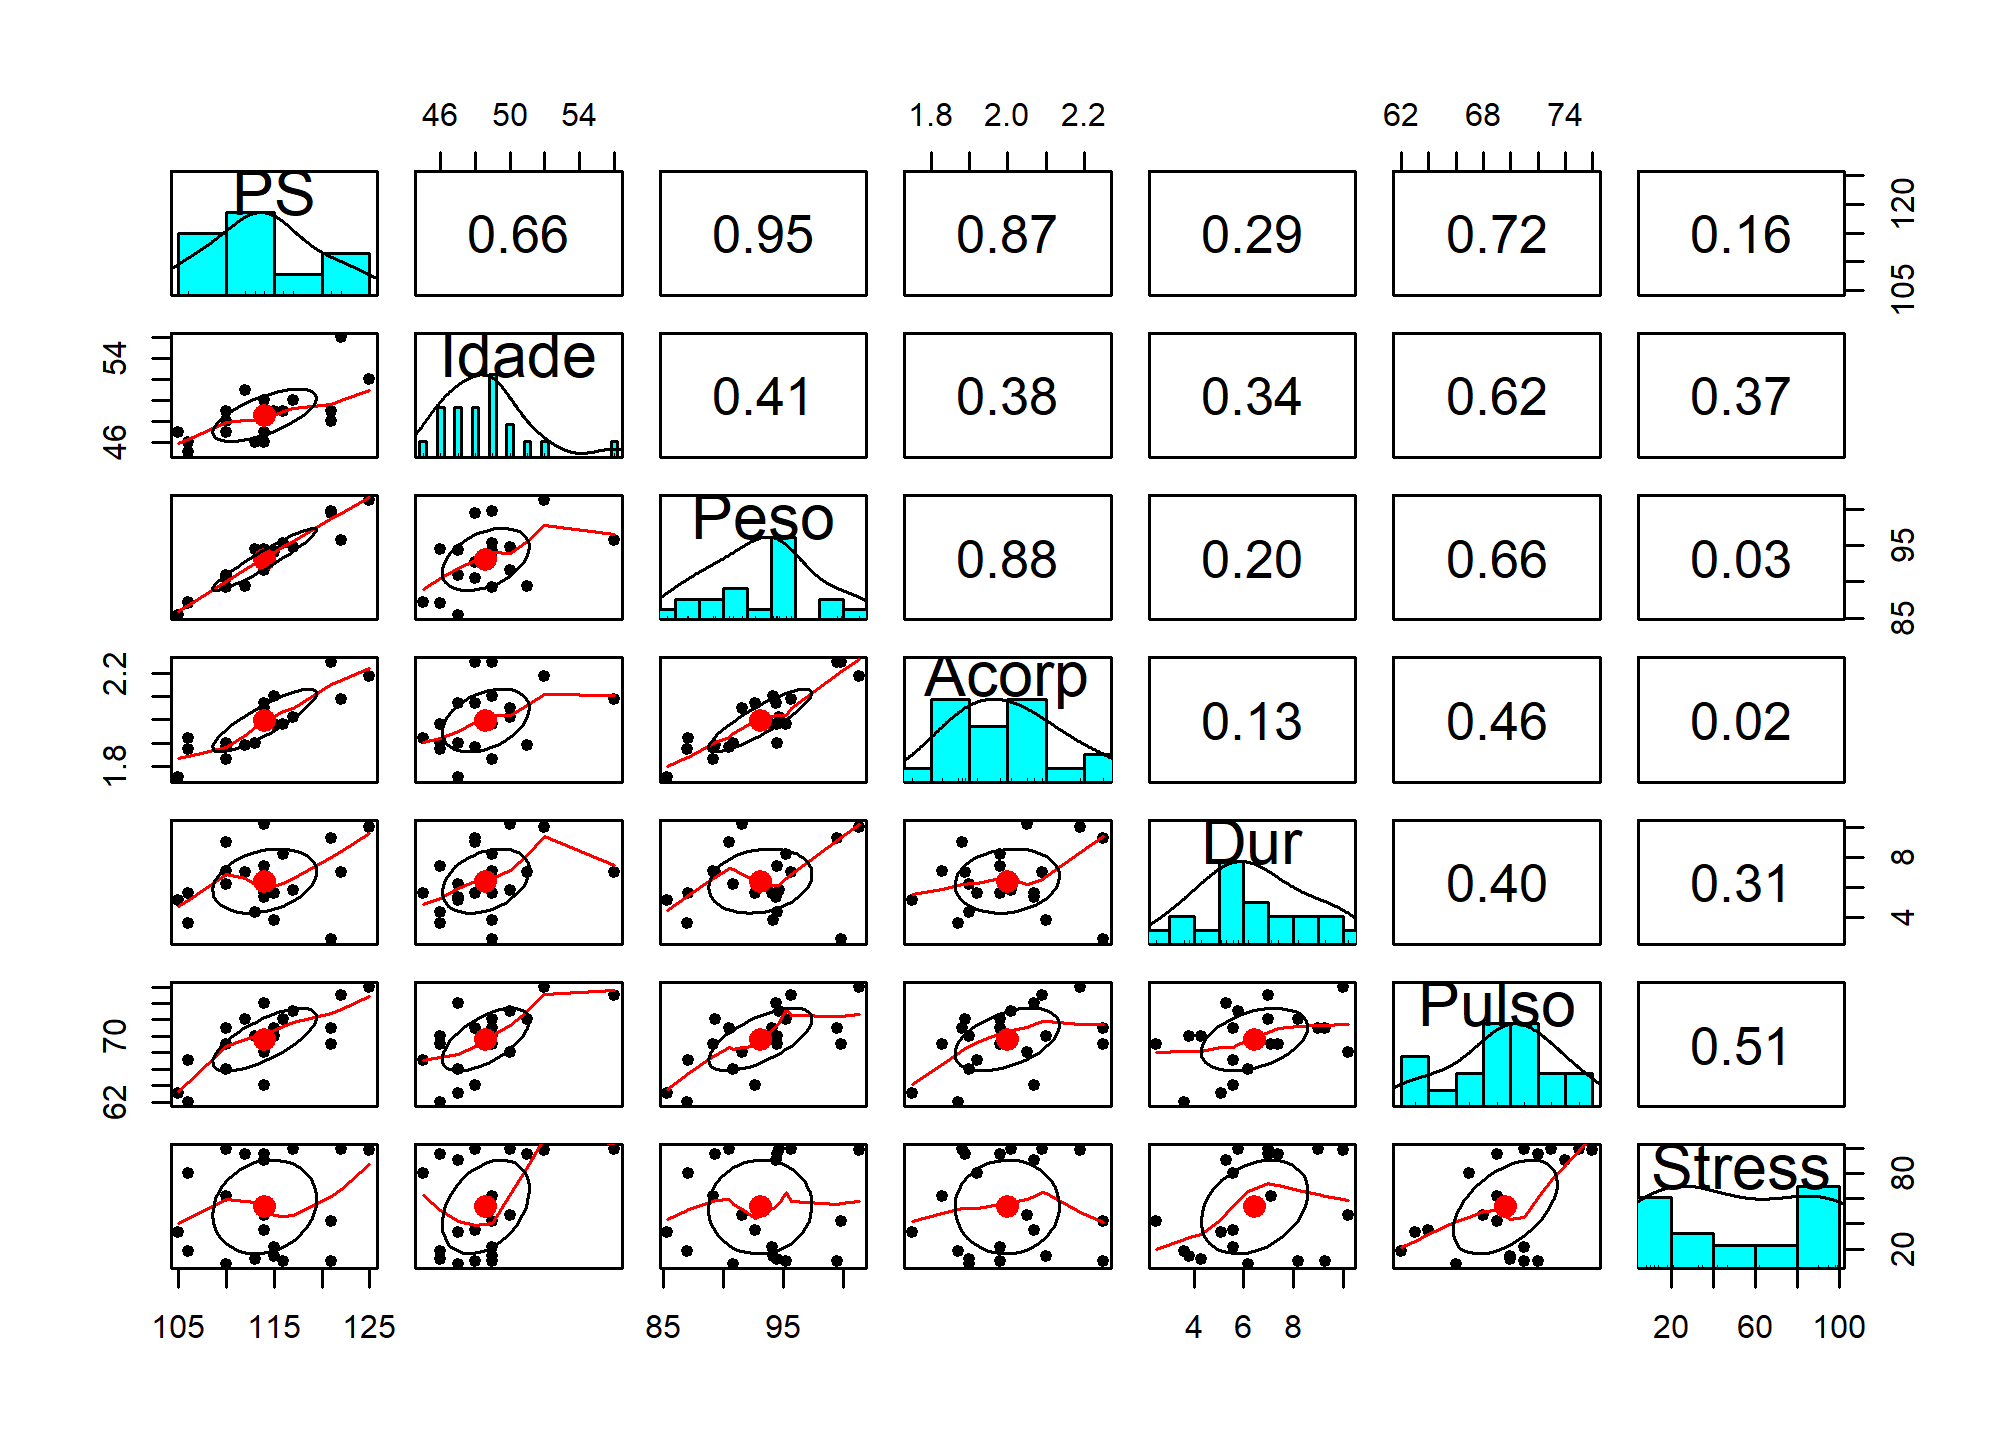 46 50 54 1.8 2.0 2.2 62 68 74
PS 0.66 0.95 0.87 0.29 0.72 0.16 105 120
46 54 Idade 0.41 0.38 0.34 0.62 0.37
Peso 0.88 0.20 0.66 0.03 85 95
1.8 2.2 Acorp 0.13 0.46 0.02
Dur 0.40 0.31 4 8
62 70 Pulso 0.51
Stress 20 80
105 115 125 85 95 4 6 8 20 60 100